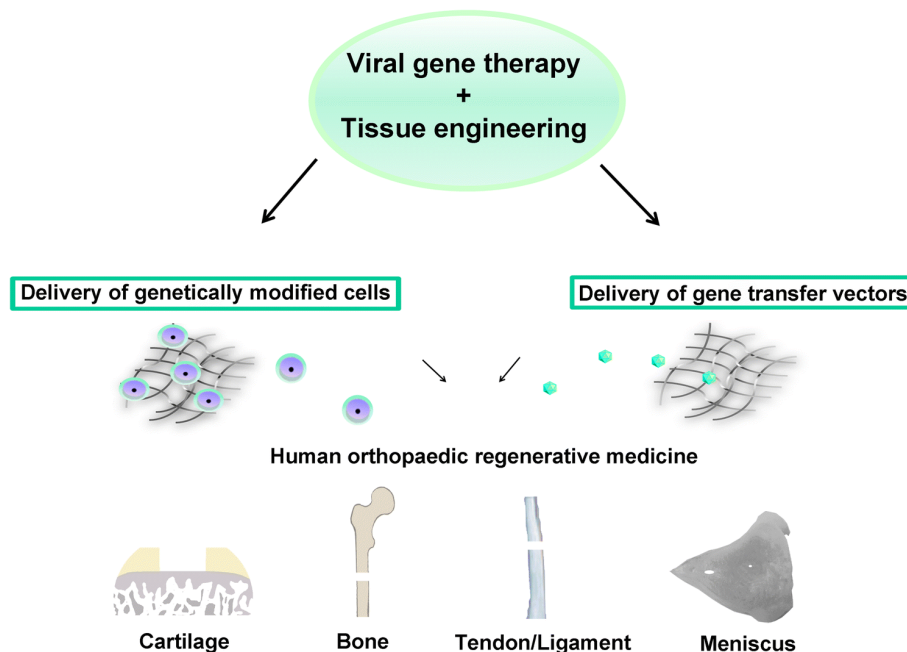 Viral gene therapy
+
Tissue engineering
Delivery of genetically modified cells
Delivery of gene transfer vectors
Human orthopaedic regenerative medicine
Cartilage
Bone
Tendon/Ligament
Meniscus